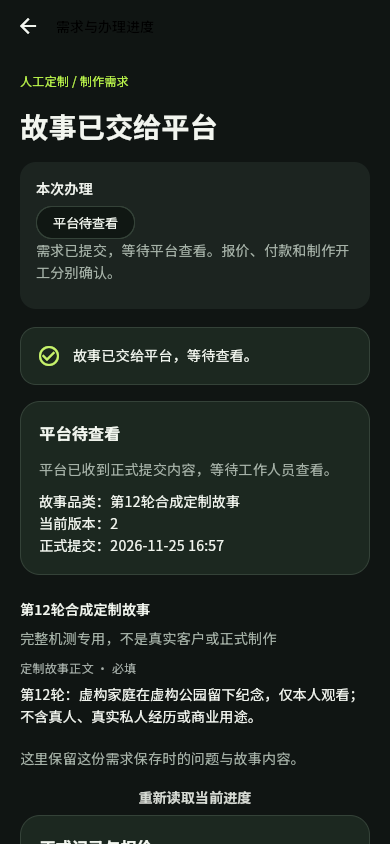 需求与办理进度
人工定制 / 制作需求
故事已交给平台
本次办理
平台待查看
需求已提交，等待平台查看。报价、付款和制作开
工分别确认。
故事已交给平台，等待查看。
平台待查看
平台已收到正式提交内容，等待工作人员查看。
故事品类：第12轮合成定制故事
当前版本：2
正式提交：2026-11-25 16:57
第12轮合成定制故事
完整机测专用，不是真实客户或正式制作
定制故事正文 · 必填
第12轮：虚构家庭在虚构公园留下纪念，仅本人观看；
不含真人、真实私人经历或商业用途。
这里保留这份需求保存时的问题与故事内容。
重新读取当前进度